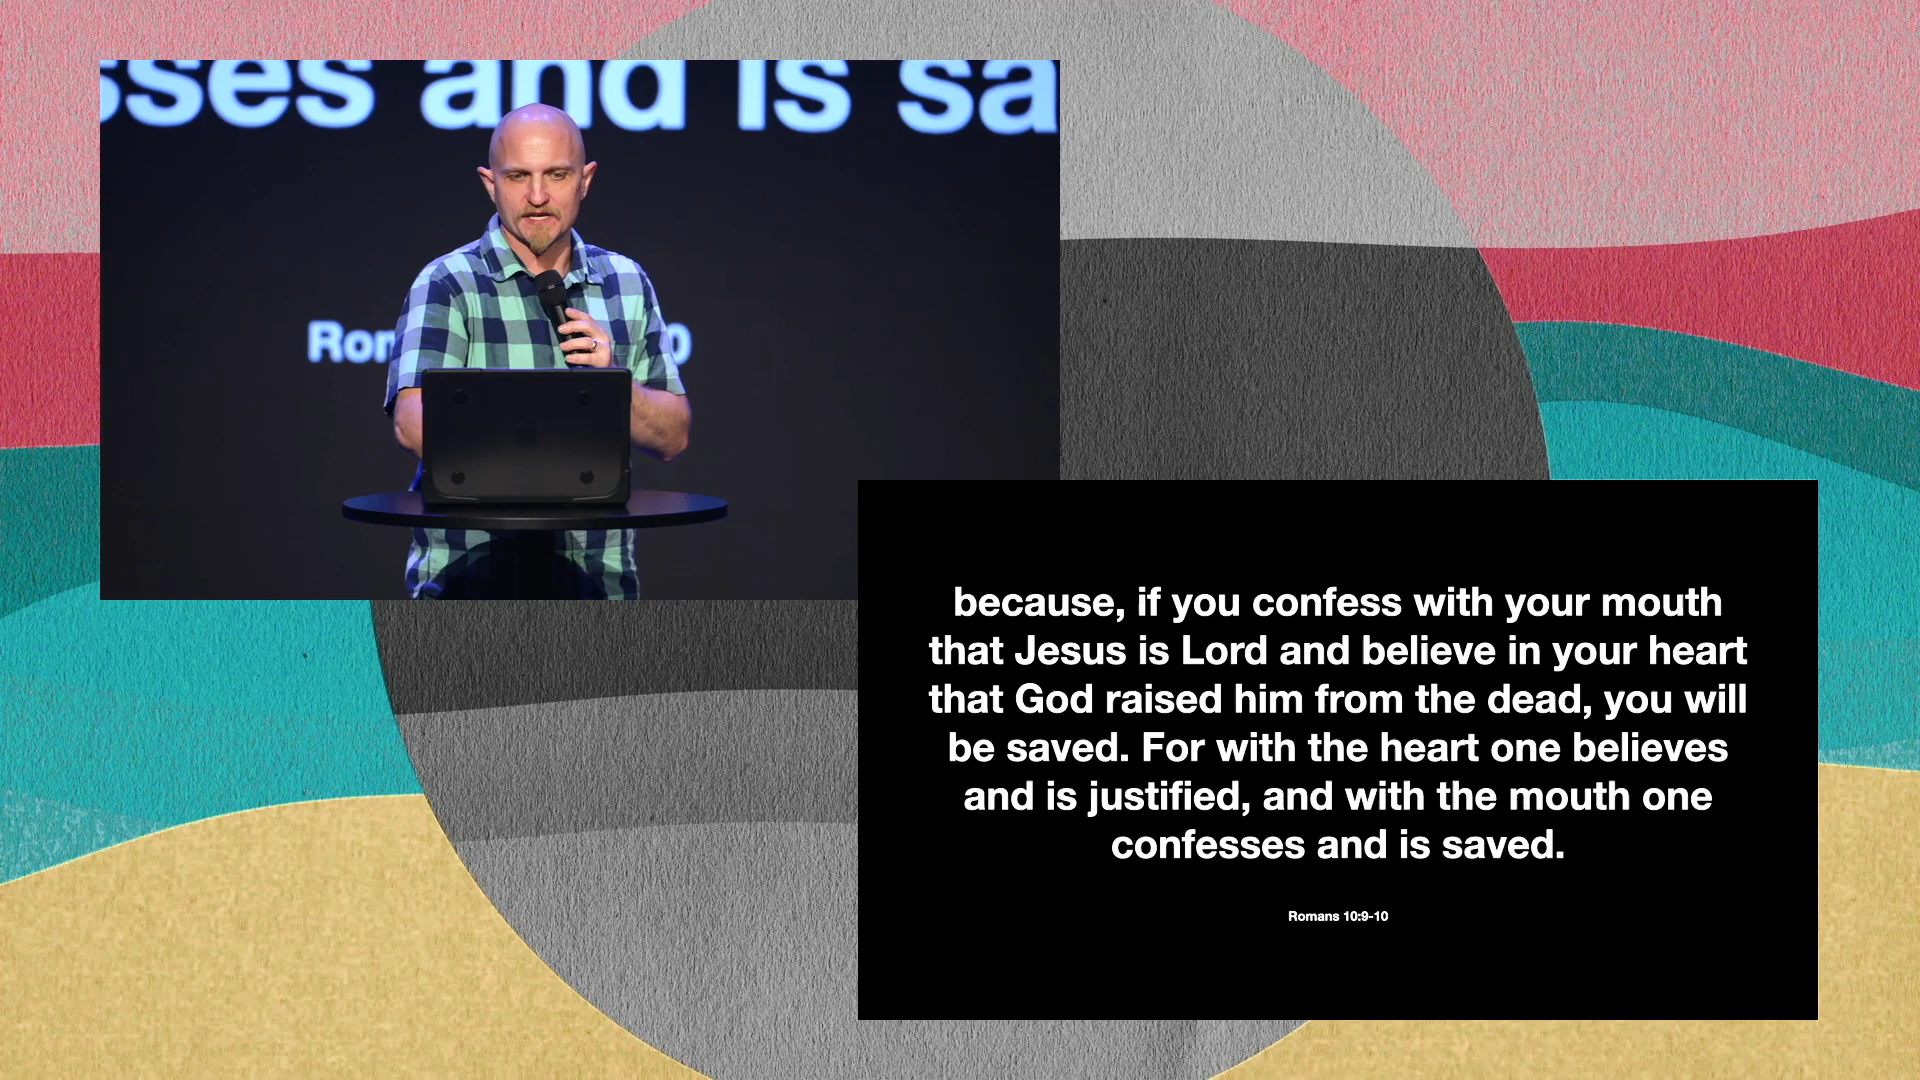 sses and is sa
because, if you confess with your mouth
that Jesus is Lord and believe in your heart
that God raised him from the dead, you will
be saved. For with the heart one believes
and is justified, and with the mouth one
confesses and is saved.
Romans 10:9-10